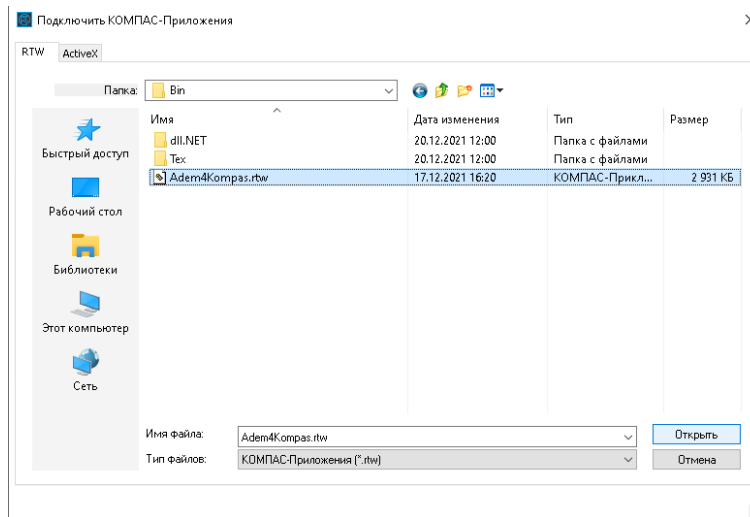 Подключить КОМПАС-Приложения
RTW ActiveX
Папка: Bin
Имя Дата изменения Тип Размер
dll.NET 20.12.2021 12:00 Папка с файлами
Tex 20.12.2021 12:00 Папка с файлами
Adem4Kompas.rtw 17.12.2021 16:20 КОМПАС-Прикл... 2 931 КБ
Быстрый доступ
Рабочий стол
Библиотеки
Этот компьютер
Сеть
Имя файла: Adem4Kompas.rtw Открыть
Тип файлов: КОМПАС-Приложения (*.rtw) Отмена